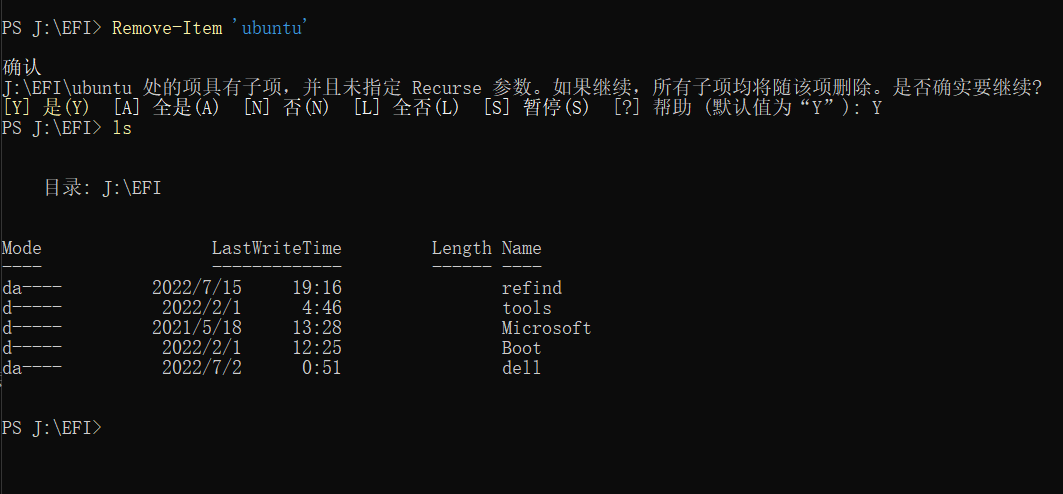 PS J:\EFI> Remove-Item 'ubuntu'
确认
J:\EFI\ubuntu 处的项具有子项，并且未指定 Recurse 参数。如果继续，所有子项均将随该项删除。是否确实要继续?
[Y] 是(Y)  [A] 全是(A)  [N] 否(N)  [L] 全否(L)  [S] 暂停(S)  [?] 帮助 (默认值为“Y”): Y
PS J:\EFI> ls
目录: J:\EFI
Mode                 LastWriteTime         Length Name
----                 -------------         ------ ----
da----         2022/7/15     19:16                refind
d-----          2022/2/1      4:46                tools
d-----         2021/5/18     13:28                Microsoft
d-----          2022/2/1     12:25                Boot
da----          2022/7/2      0:51                dell
PS J:\EFI>